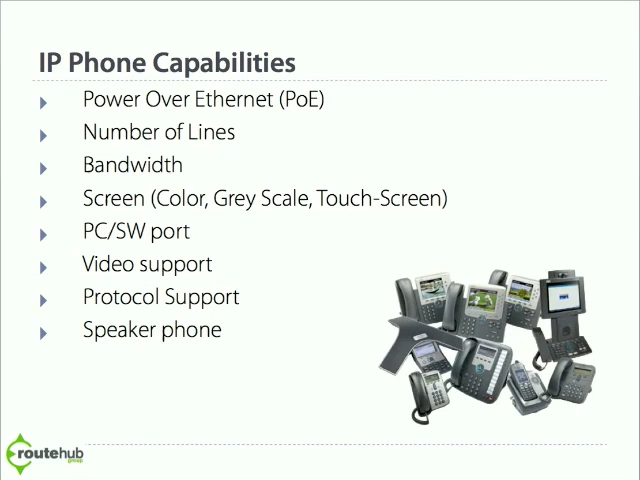 IP Phone Capabilities
Power Over Ethernet (PoE)
Number of Lines
Bandwidth
Screen (Color, Grey Scale, Touch-Screen)
PC/SW port
Video support
Protocol Support
Speaker phone
routehub
group